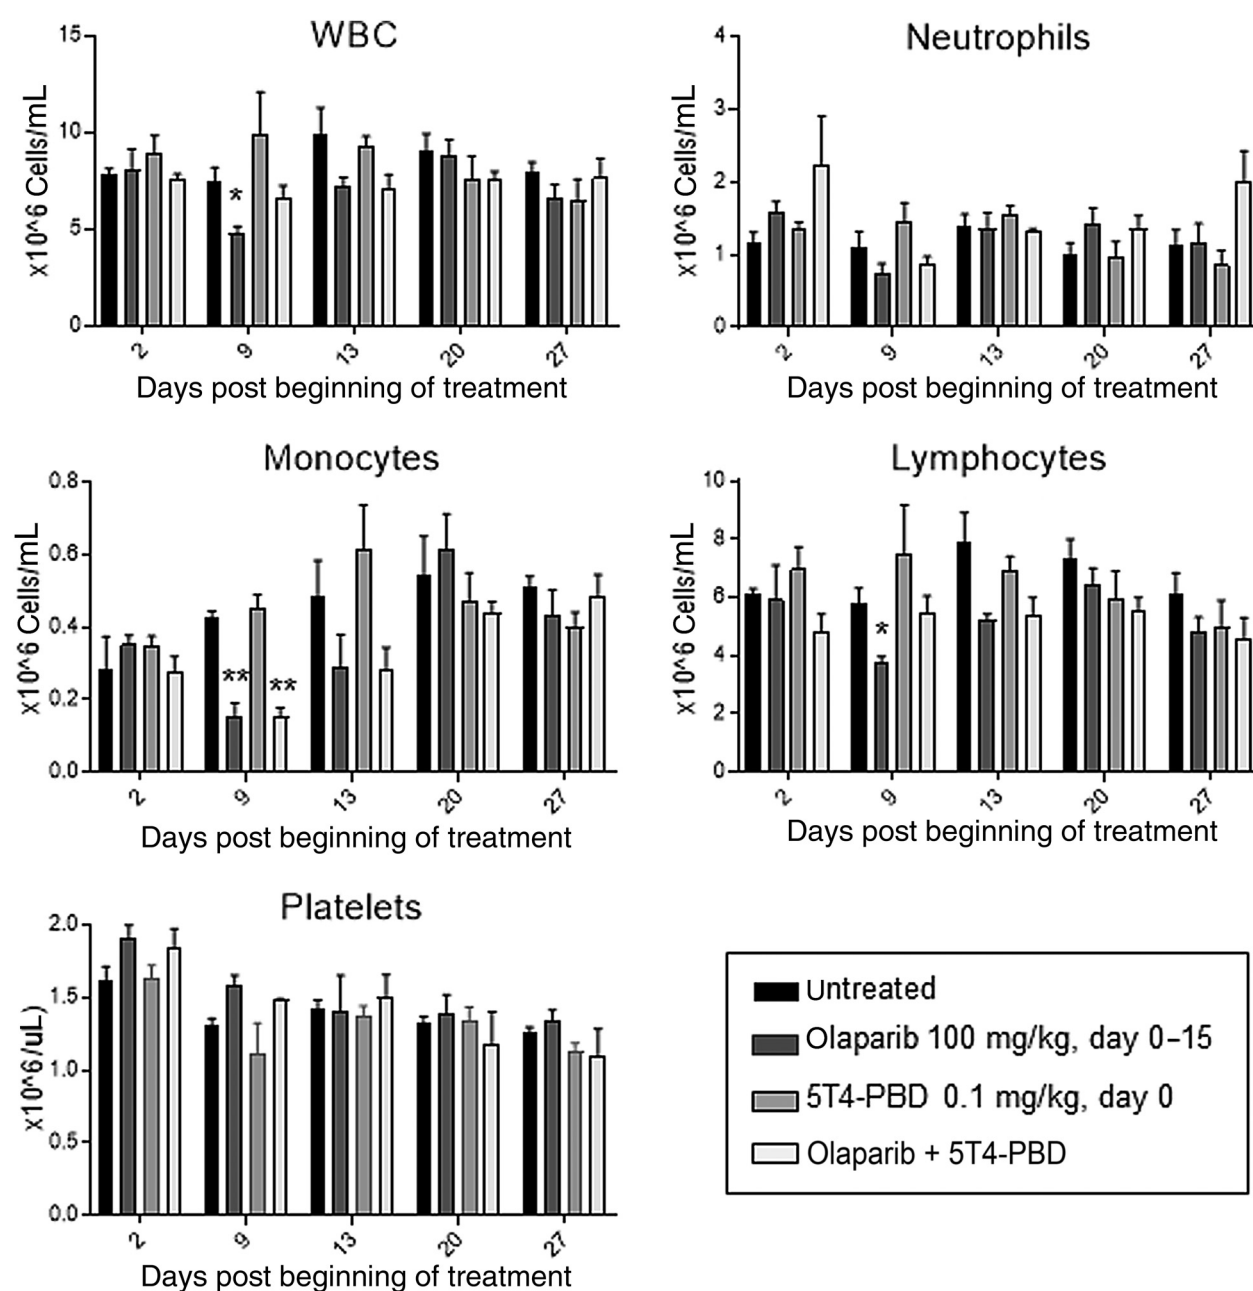 WBC
15
10
5
0
x10^6 Cells/mL
*
2 9 13 20 27
Days post beginning of treatment
Neutrophils
4
3
2
1
0
x10^6 Cells/mL
2 9 13 20 27
Days post beginning of treatment
Monocytes
0.8
0.6
0.4
0.2
0.0
x10^6 Cells/mL
** **
2 9 13 20 27
Days post beginning of treatment
Lymphocytes
10
8
6
4
2
0
x10^6 Cells/mL
*
2 9 13 20 27
Days post beginning of treatment
Platelets
2.0
1.5
1.0
0.5
0.0
x10^6/uL)
2 9 13 20 27
Days post beginning of treatment
Untreated
Olaparib 100 mg/kg, day 0–15
5T4-PBD 0.1 mg/kg, day 0
Olaparib + 5T4-PBD